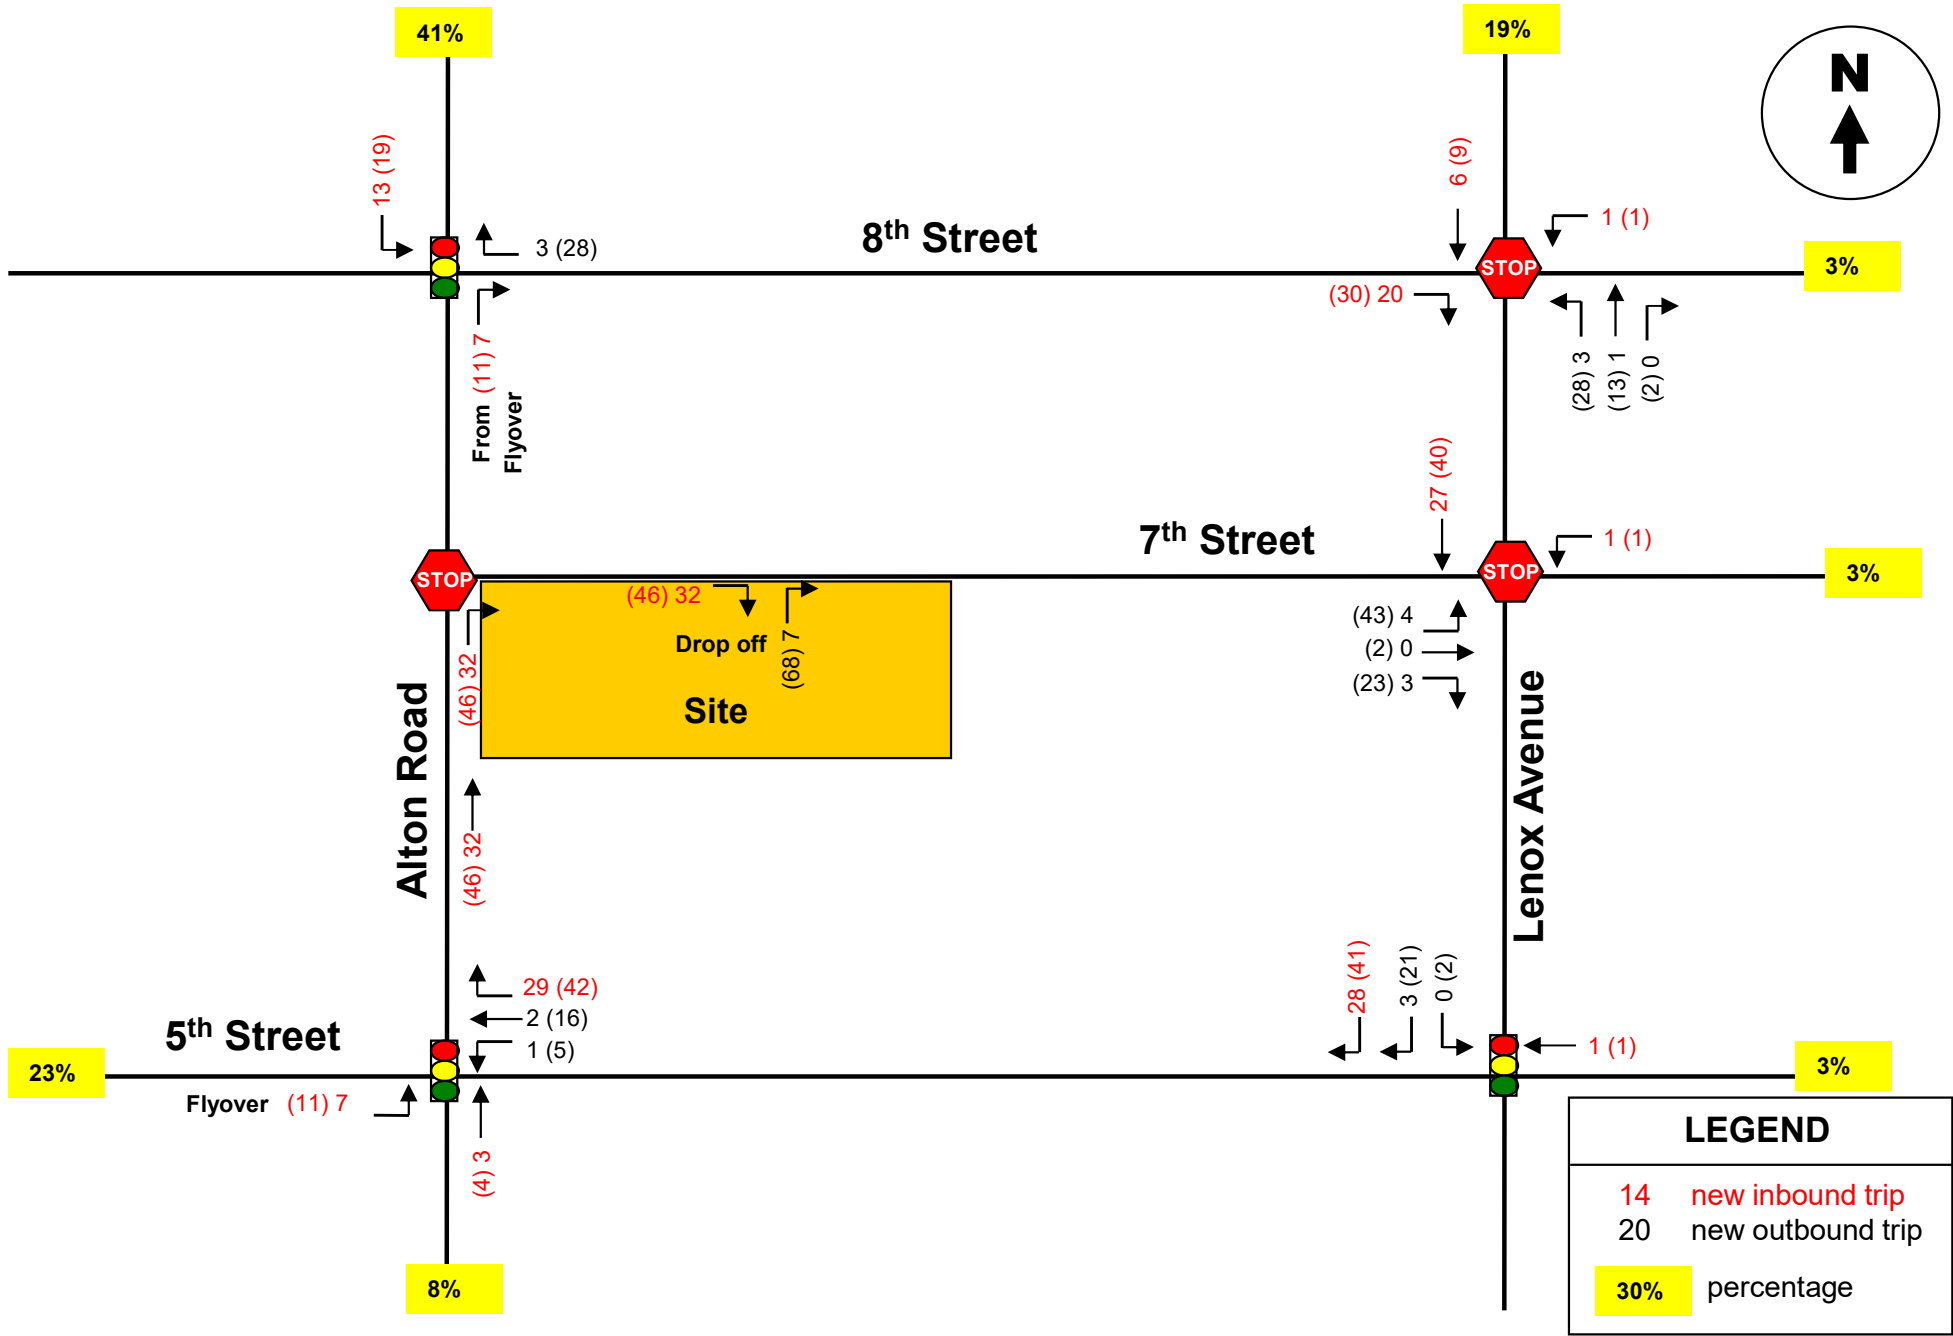 41%
19%
N
13 (19)
6 (9)
3 (28)
8th Street
1 (1)
STOP
3%
(30) 20
From (11) 7
Flyover
(28) 3
(13) 1
(2) 0
27 (40)
7th Street
1 (1)
STOP
STOP
3%
(46) 32
Drop off
(68) 7
(46) 32
Site
(43) 4
(2) 0
(23) 3
Alton Road
Lenox Avenue
(46) 32
28 (41)
3 (21)
0 (2)
29 (42)
2 (16)
1 (5)
5th Street
1 (1)
23%
3%
Flyover (11) 7
(4) 3
8%
LEGEND
14 new inbound trip
20 new outbound trip
30% percentage